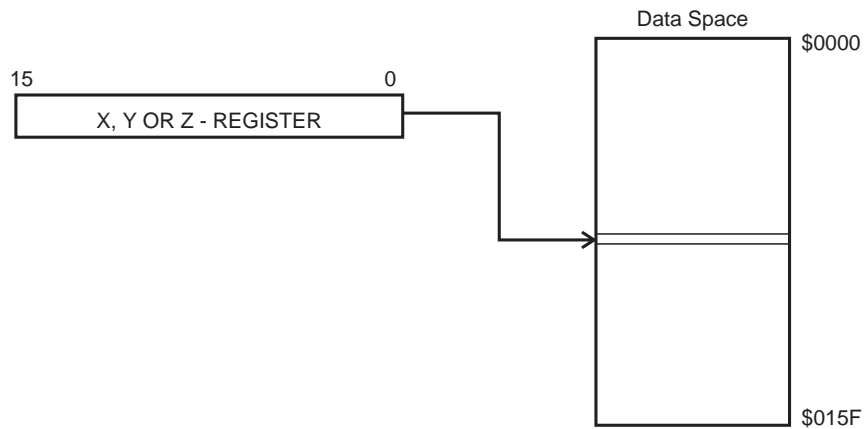 Data Space
$0000
15 0
X, Y OR Z - REGISTER
$015F